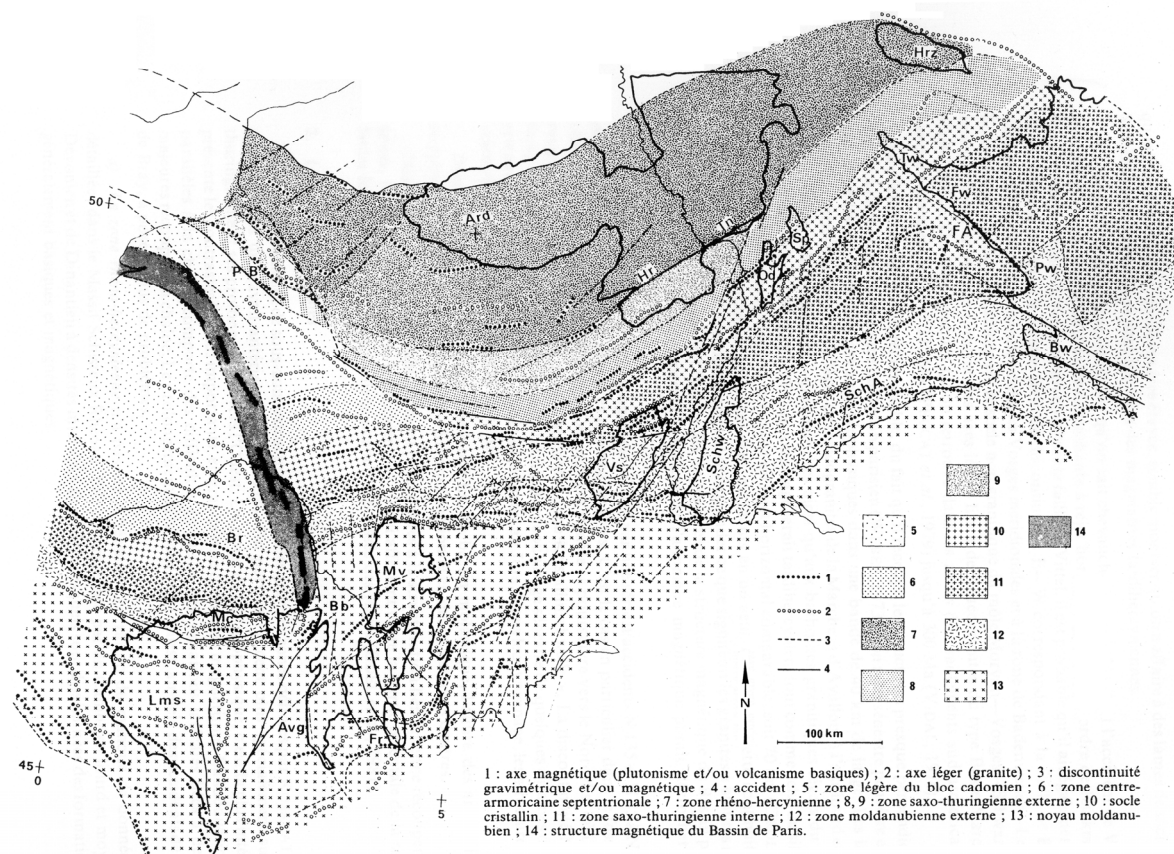 Hrz
Tw
Fw
50
Ard
FA
In
Sp
P B
Hr
Od
Pw
Bw
Sch A
Vs
Schw
9
5
10
14
Br
1
Mv
6
11
2
Bb
Mc
3
7
12
Lms
4
8
13
N
Avg
Fr
100 km
45
0
5
1 : axe magnétique (plutonisme et/ou volcanisme basiques) ; 2 : axe léger (granite) ; 3 : discontinuité
gravimétrique et/ou magnétique ; 4 : accident ; 5 : zone légère du bloc cadomien ; 6 : zone centre-
armoricaine septentrionale ; 7 : zone rhéno-hercynienne ; 8, 9 : zone saxo-thuringienne externe ; 10 : socle
cristallin ; 11 : zone saxo-thuringienne interne ; 12 : zone moldanubienne externe ; 13 : noyau moldanu-
bien ; 14 : structure magnétique du Bassin de Paris.